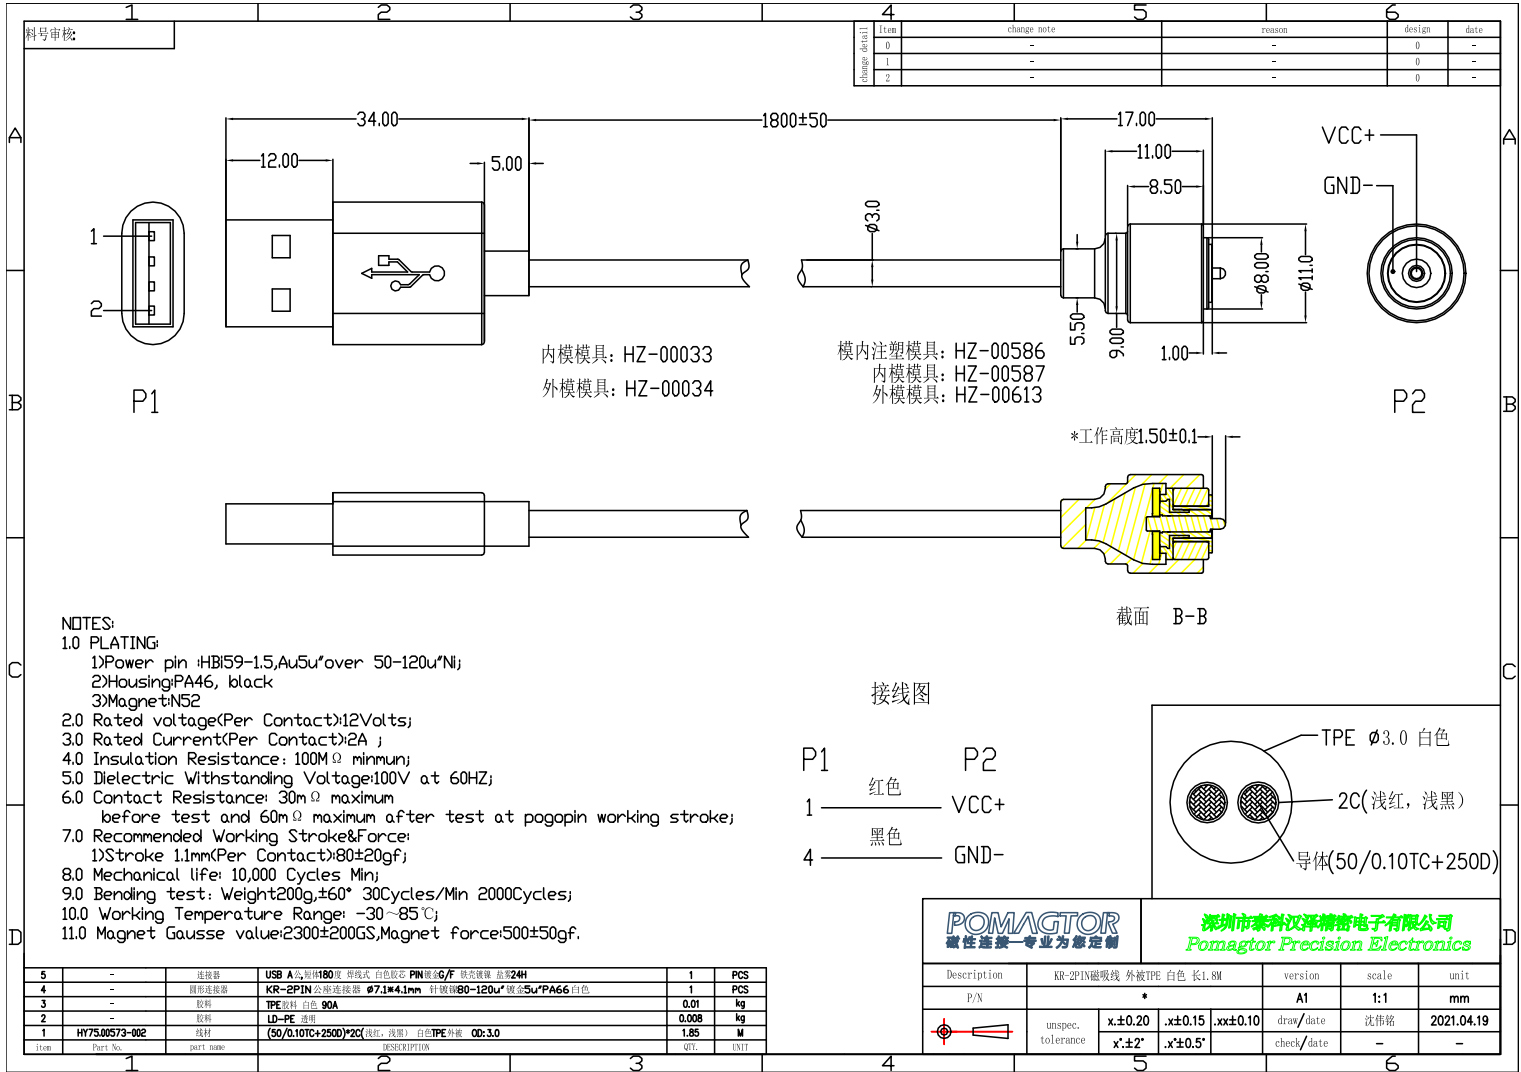 1 2 3 4 5 6
料号审核:
change detail
Item change note reason design date
0 - - 0 -
1 - - 0 -
2 - - 0 -
A A
34.00
1800±50
17.00
12.00
5.00
11.00
8.50
VCC+
GND-
1
2
ø3.0
ø8.00
ø11.0
5.50
9.00
1.00
内模模具: HZ-00033
外模模具: HZ-00034
模内注塑模具: HZ-00586
内模模具: HZ-00587
外模模具: HZ-00613
P1
P2
B B
*工作高度1.50±0.1
截面 B-B
C C
NOTES:
1.0 PLATING:
1)Power pin :HBi59-1.5,Au5u"over 50-120u"Ni;
2)Housing:PA46, black
3)Magnet:N52
2.0 Rated voltage(Per Contact):12Volts;
3.0 Rated Current(Per Contact):2A ;
4.0 Insulation Resistance: 100MΩ minmun;
5.0 Dielectric Withstanding Voltage:100V at 60HZ;
6.0 Contact Resistance: 30mΩ maximum
before test and 60mΩ maximum after test at pogopin working stroke;
7.0 Recommended Working Stroke&Force:
1)Stroke 1.1mm(Per Contact):80±20gf;
8.0 Mechanical life: 10,000 Cycles Min;
9.0 Bending test: Weight200g,±60° 30Cycles/Min 2000Cycles;
10.0 Working Temperature Range: -30~85℃;
11.0 Magnet Gausse value:2300±200GS,Magnet force:500±50gf.
接线图
P1 P2
红色
1 VCC+
黑色
4 GND-
TPE ø3.0 白色
2C(浅红, 浅黑)
导体(50/0.10TC+250D)
D D
5 - 连接器 USB A公,短体180度 焊线式 白色胶芯 PIN镀金G/F 铁壳镀镍 盐雾24H 1 PCS
4 - 圆形连接器 KR-2PIN公座连接器 Ø7.1*4.1mm 针镀镍80-120u"镀金5u"PA66白色 1 PCS
3 - 胶料 TPE胶料 白色 90A 0.01 kg
2 - 胶料 LD-PE 透明 0.008 kg
1 HY75.00573-002 线材 (50/0.10TC+250D)*2C(浅红, 浅黑) 白色TPE外被 OD:3.0 1.85 M
item Part No. part name DESECRIPTION QTY. UNIT
POMAGTOR
磁性连接—专业为您定制
深圳市泰科汉泽精密电子有限公司
Pomagtor Precision Electronics
Description KR-2PIN磁吸线 外被TPE 白色 长1.8M version scale unit
P/N * A1 1:1 mm
unspec. tolerance
x.±0.20 .x±0.15 .xx±0.10 draw/date 沈伟铭 2021.04.19
x°.±2° .x°±0.5° check/date - -
1 2 3 4 5 6